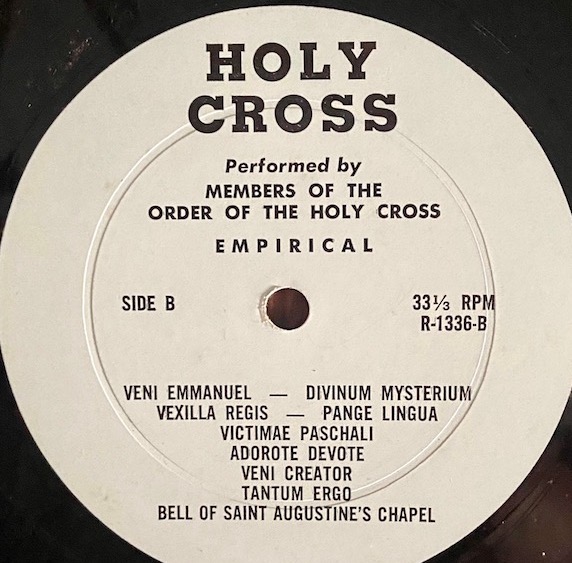 HOLY
CROSS
Performed by
MEMBERS OF THE
ORDER OF THE HOLY CROSS
EMPIRICAL
SIDE B
33⅓ RPM
R-1336-B
VENI EMMANUEL — DIVINUM MYSTERIUM
VEXILLA REGIS — PANGE LINGUA
VICTIMAE PASCHALI
ADOROTE DEVOTE
VENI CREATOR
TANTUM ERGO
BELL OF SAINT AUGUSTINE'S CHAPEL